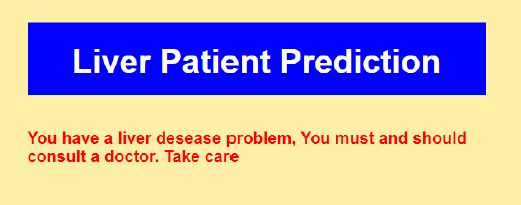 Liver Patient Prediction
You have a liver desease problem, You must and should
consult a doctor. Take care